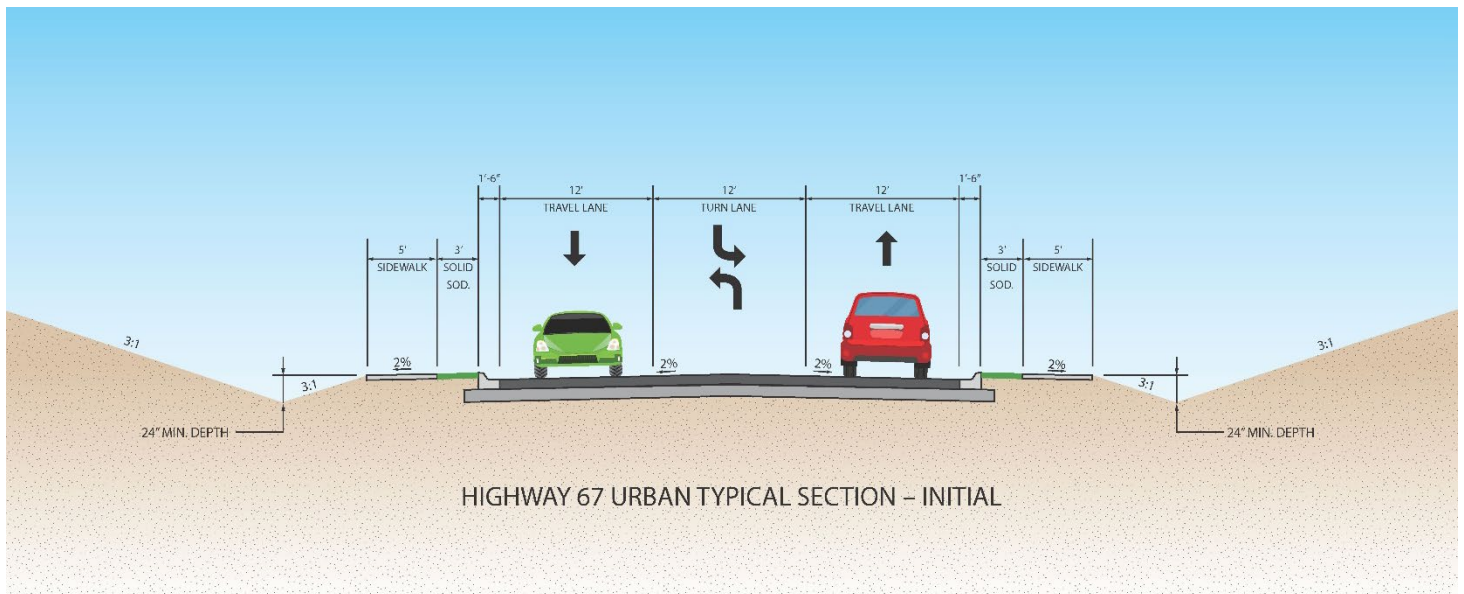 1'-6"
12'
12'
12'
1'-6"
TRAVEL LANE
TURN LANE
TRAVEL LANE
5'
3'
3'
5'
SIDEWALK
SOLID
SOD.
SOLID
SOD.
SIDEWALK
3:1
3:1
2%
2%
2%
2%
3:1
3:1
24" MIN. DEPTH
24" MIN. DEPTH
HIGHWAY 67 URBAN TYPICAL SECTION – INITIAL